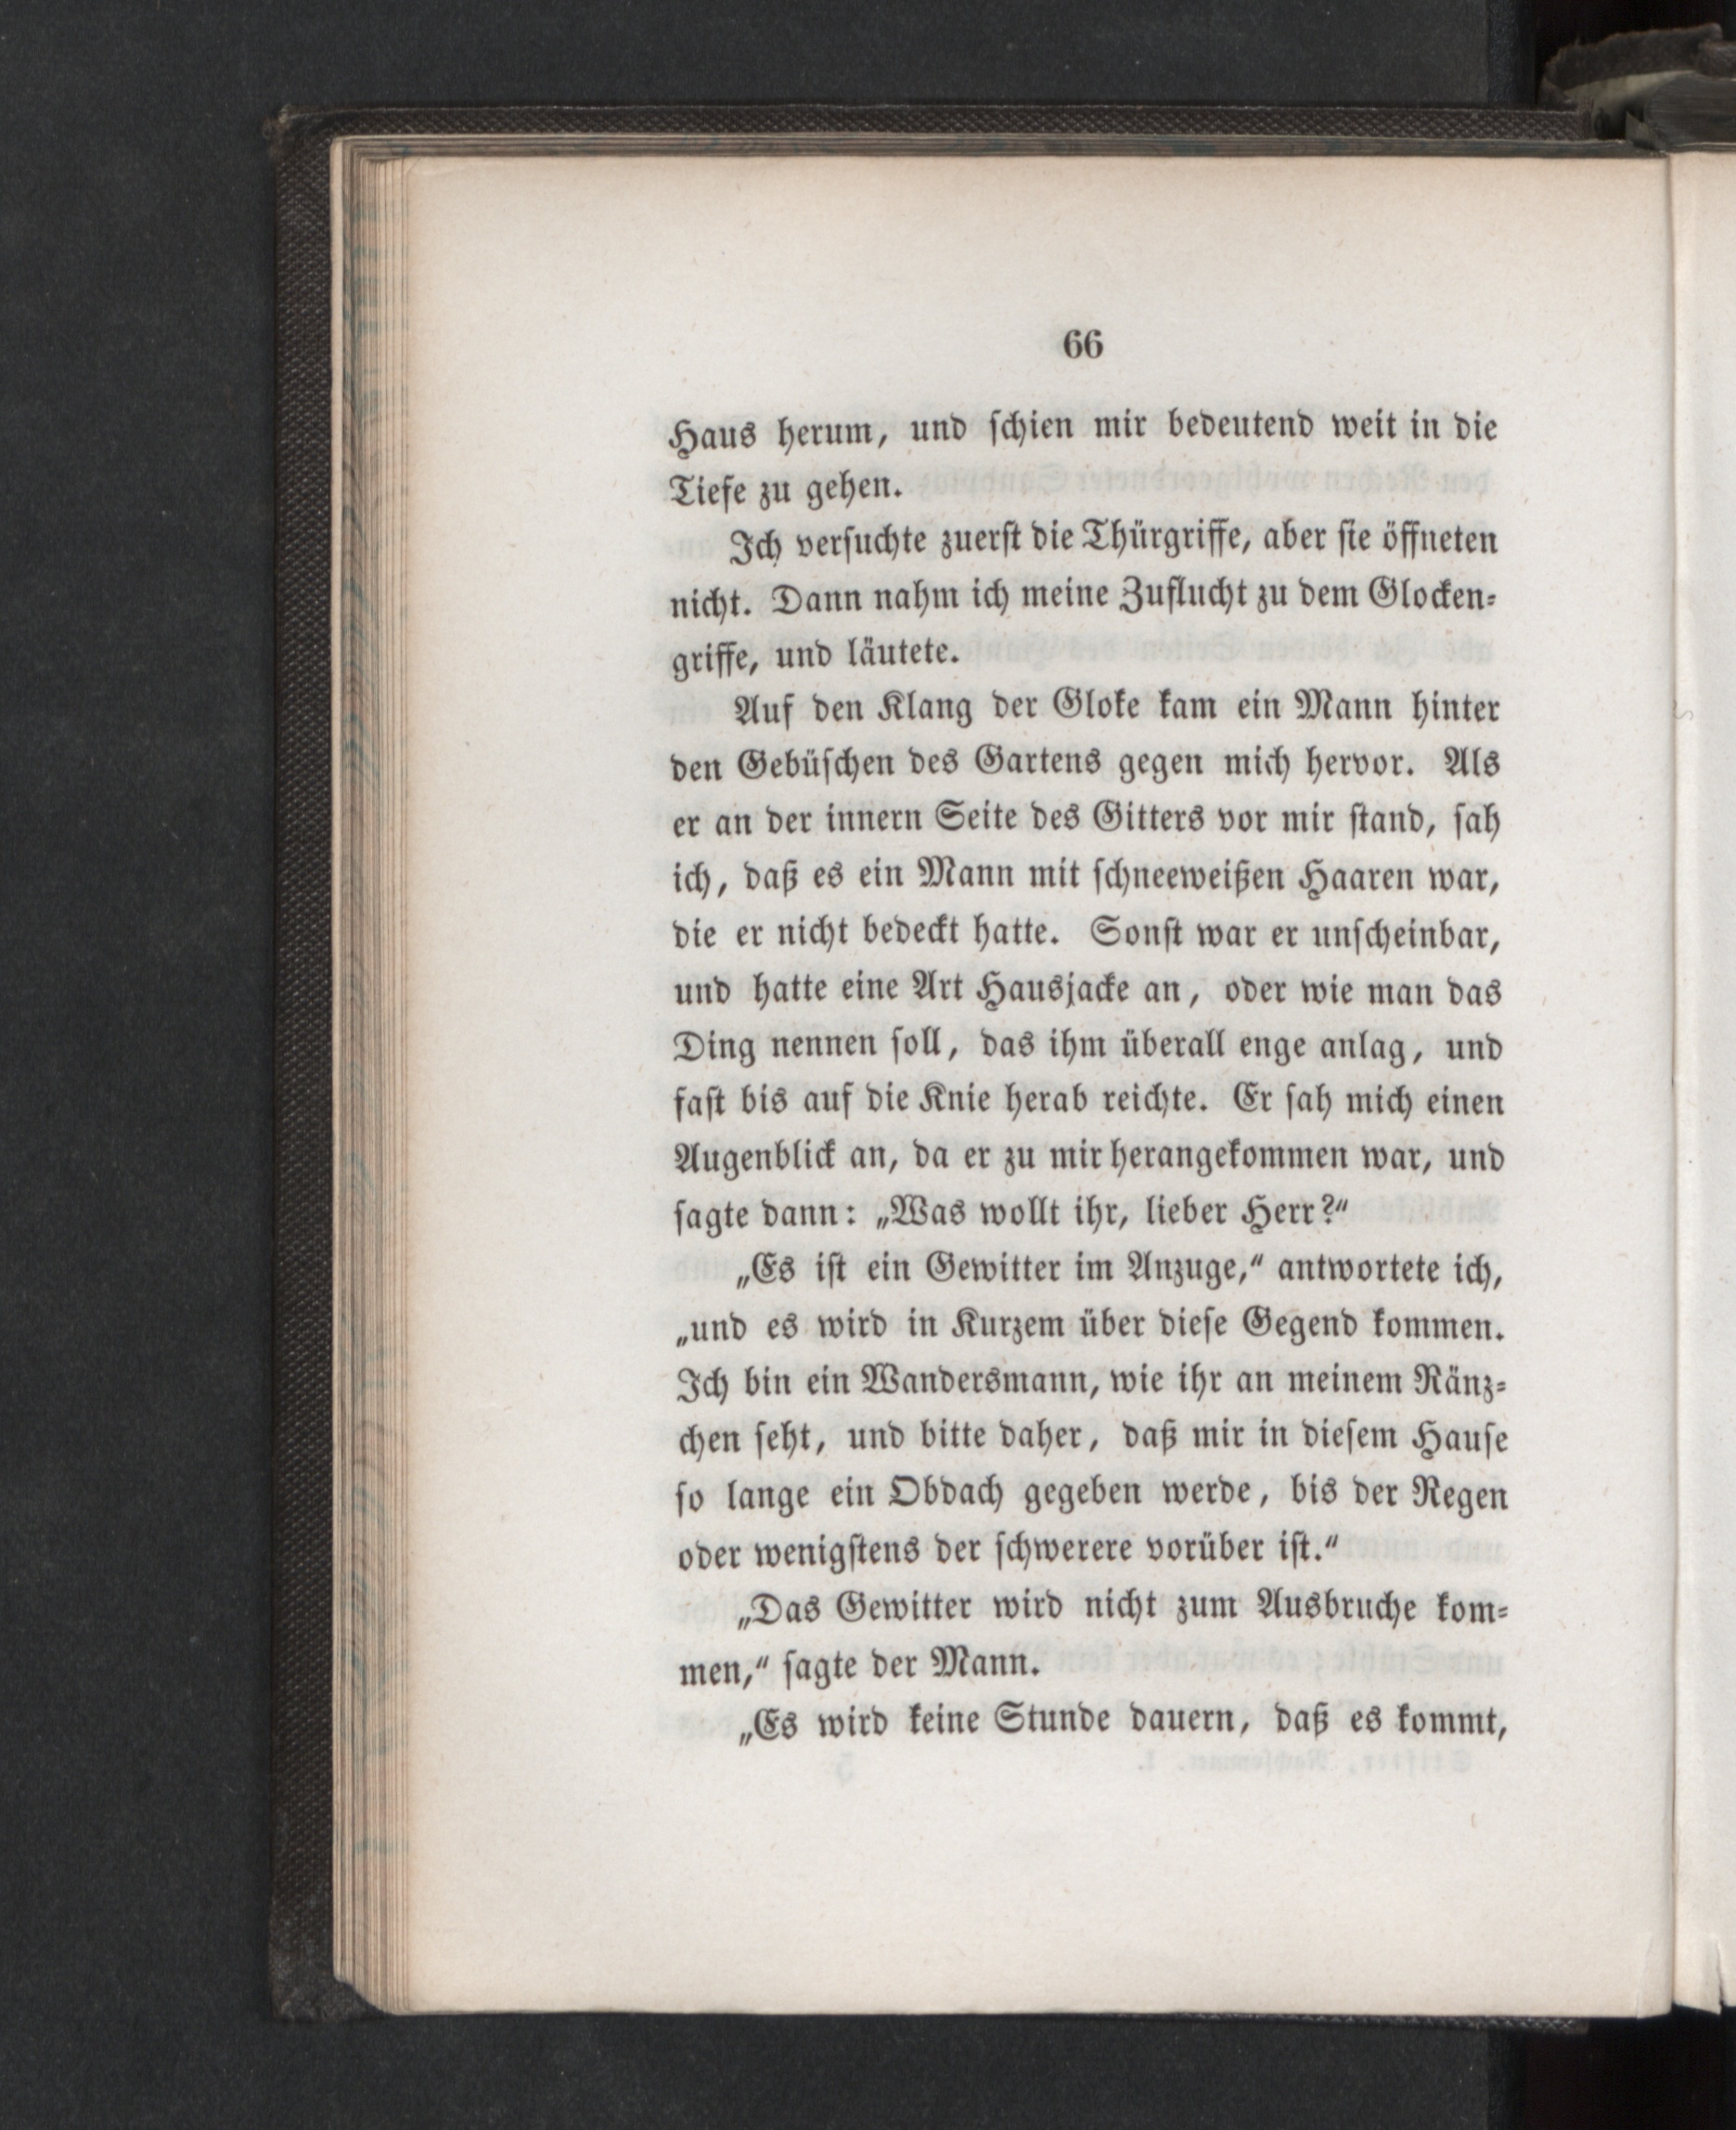 66
Haus herum, und ſchien mir bedeutend weit in die
Tiefe zu gehen.
Ich verſuchte zuerſt die Thürgriffe, aber ſie öffneten
nicht. Dann nahm ich meine Zuflucht zu dem Glocken⸗
griffe, und läutete.
Auf den Klang der Gloke kam ein Mann hinter
den Gebüſchen des Gartens gegen mich hervor. Als
er an der innern Seite des Gitters vor mir ſtand, ſah
ich, daß es ein Mann mit ſchneeweißen Haaren war,
die er nicht bedeckt hatte. Sonſt war er unſcheinbar,
und hatte eine Art Hausjacke an, oder wie man das
Ding nennen ſoll, das ihm überall enge anlag, und
faſt bis auf die Knie herab reichte. Er ſah mich einen
Augenblick an, da er zu mir herangekommen war, und
ſagte dann: „Was wollt ihr, lieber Herr?“
„Es iſt ein Gewitter im Anzuge,“ antwortete ich,
„und es wird in Kurzem über dieſe Gegend kommen.
Ich bin ein Wandersmann, wie ihr an meinem Ränz⸗
chen ſeht, und bitte daher, daß mir in dieſem Hauſe
ſo lange ein Obdach gegeben werde, bis der Regen
oder wenigſtens der ſchwerere vorüber iſt.“
„Das Gewitter wird nicht zum Ausbruche kom⸗
men,“ ſagte der Mann.
„Es wird keine Stunde dauern, daß es kommt,